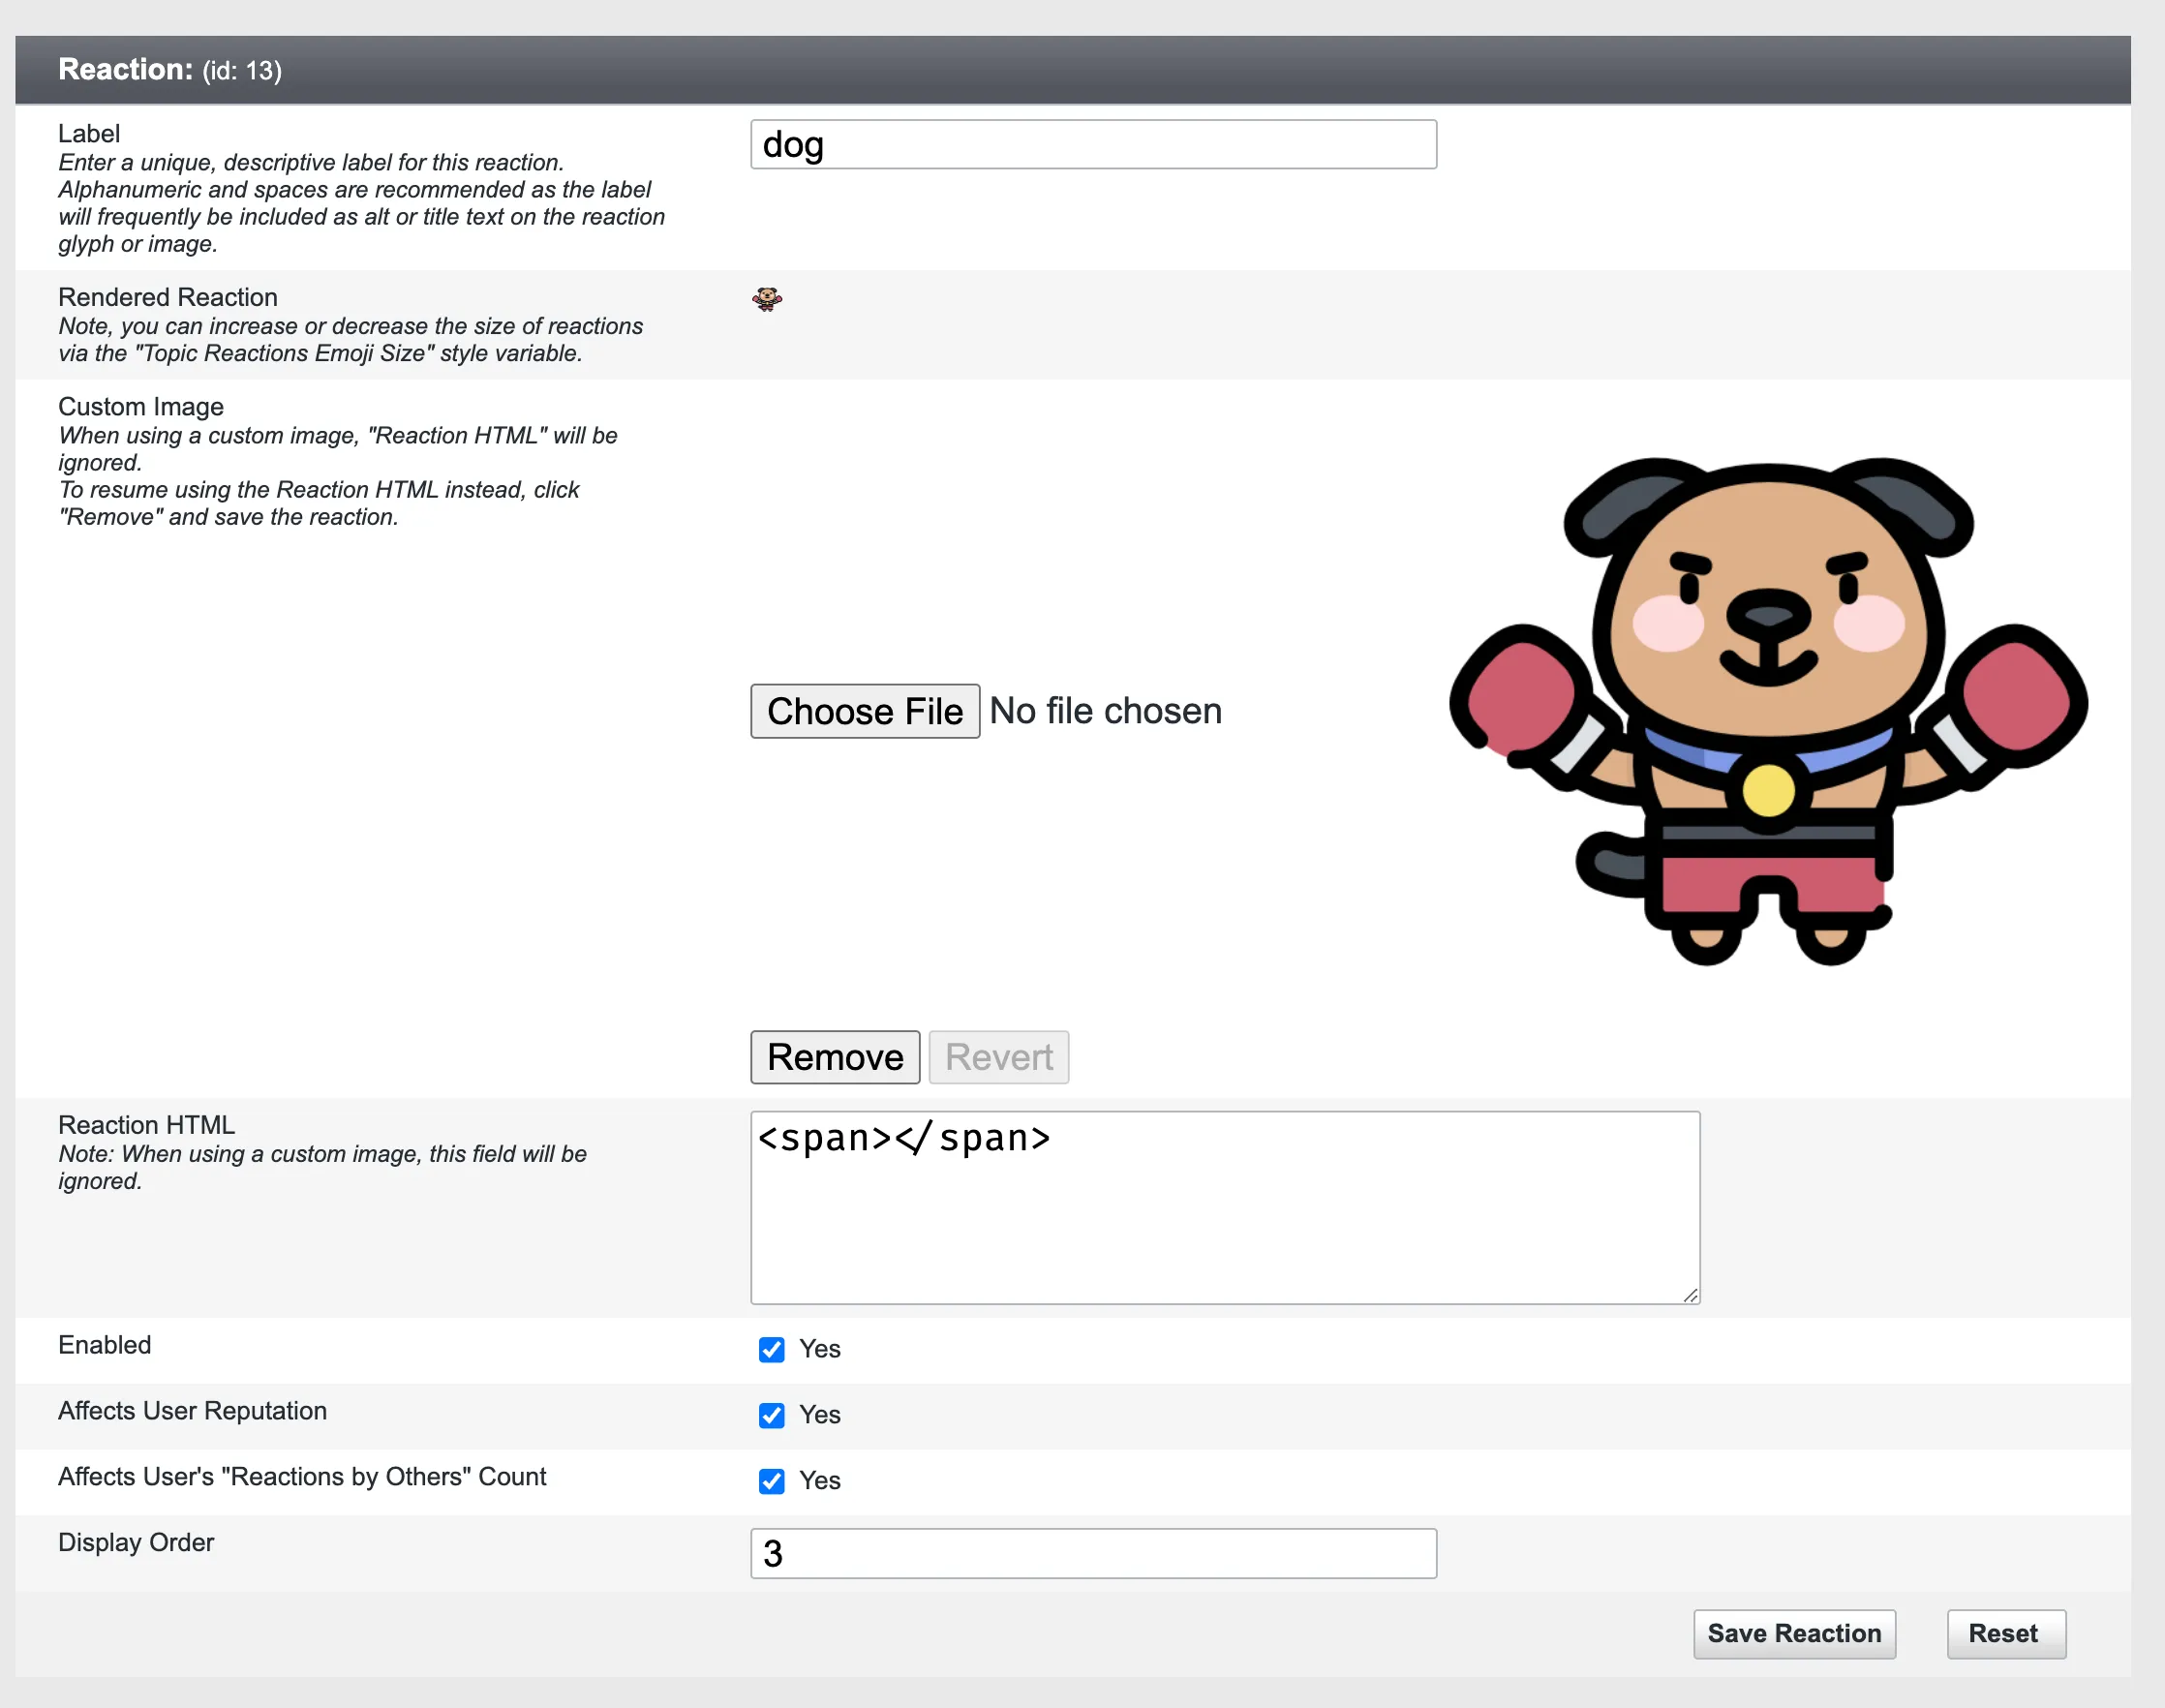 Reaction: (id: 13)
Label
Enter a unique, descriptive label for this reaction.
Alphanumeric and spaces are recommended as the label
will frequently be included as alt or title text on the reaction
glyph or image.
dog
Rendered Reaction
Note, you can increase or decrease the size of reactions
via the "Topic Reactions Emoji Size" style variable.
Custom Image
When using a custom image, "Reaction HTML" will be
ignored.
To resume using the Reaction HTML instead, click
"Remove" and save the reaction.
Choose File No file chosen
Remove Revert
Reaction HTML
Note: When using a custom image, this field will be
ignored.
<span></span>
Enabled
Yes
Affects User Reputation
Yes
Affects User's "Reactions by Others" Count
Yes
Display Order
3
Save Reaction Reset